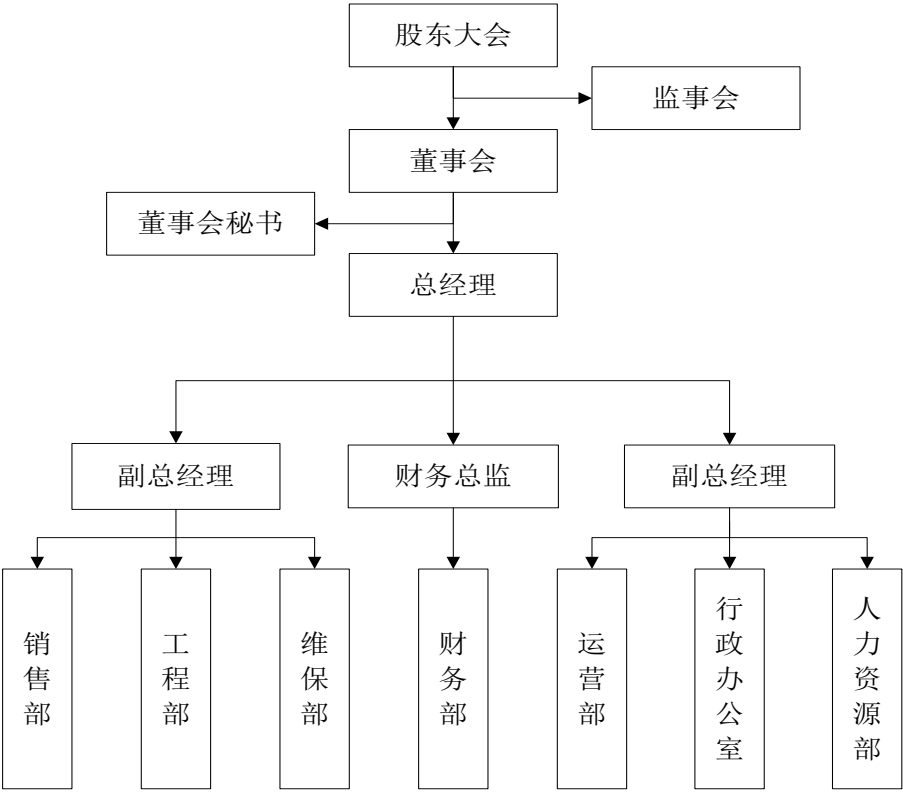 股东大会
监事会
董事会
董事会秘书
总经理
副总经理
财务总监
副总经理
销售部
工程部
维保部
财务部
运营部
行政办公室
人力资源部